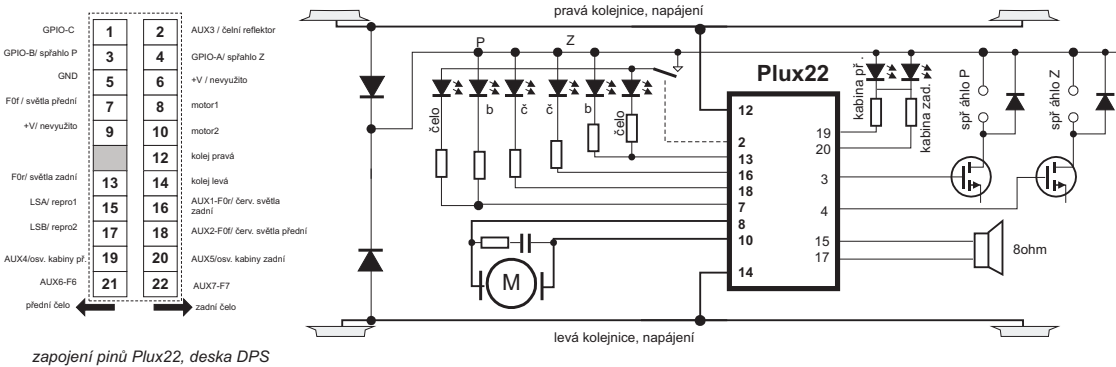 GPIO-C 1 2 AUX3 / čelní reflektor
GPIO-B/ spřahlo P 3 4 GPIO-A/ spřahlo Z
GND 5 6 +V / nevyužito
F0f / světla přední 7 8 motor1
+V/ nevyužito 9 10 motor2
12 kolej pravá
F0r/ světla zadní 13 14 kolej levá
LSA/ repro1 15 16 AUX1-F0r/ červ. světla
zadní
LSB/ repro2 17 18 AUX2-F0f/ červ. světla přední
AUX4/osv. kabiny př. 19 20 AUX5/osv. kabiny zadní
AUX6-F6 21 22 AUX7-F7
přední čelo
zadní čelo
zapojení pinů Plux22, deska DPS
pravá kolejnice, napájení
P
Z
čelo
b
č
č
b
čelo
Plux22
12
2
13
16
18
7
8
10
14
19
20
3
4
15
17
kabina př.
kabina zad.
spř áhlo P
spř áhlo Z
M
8ohm
levá kolejnice, napájení